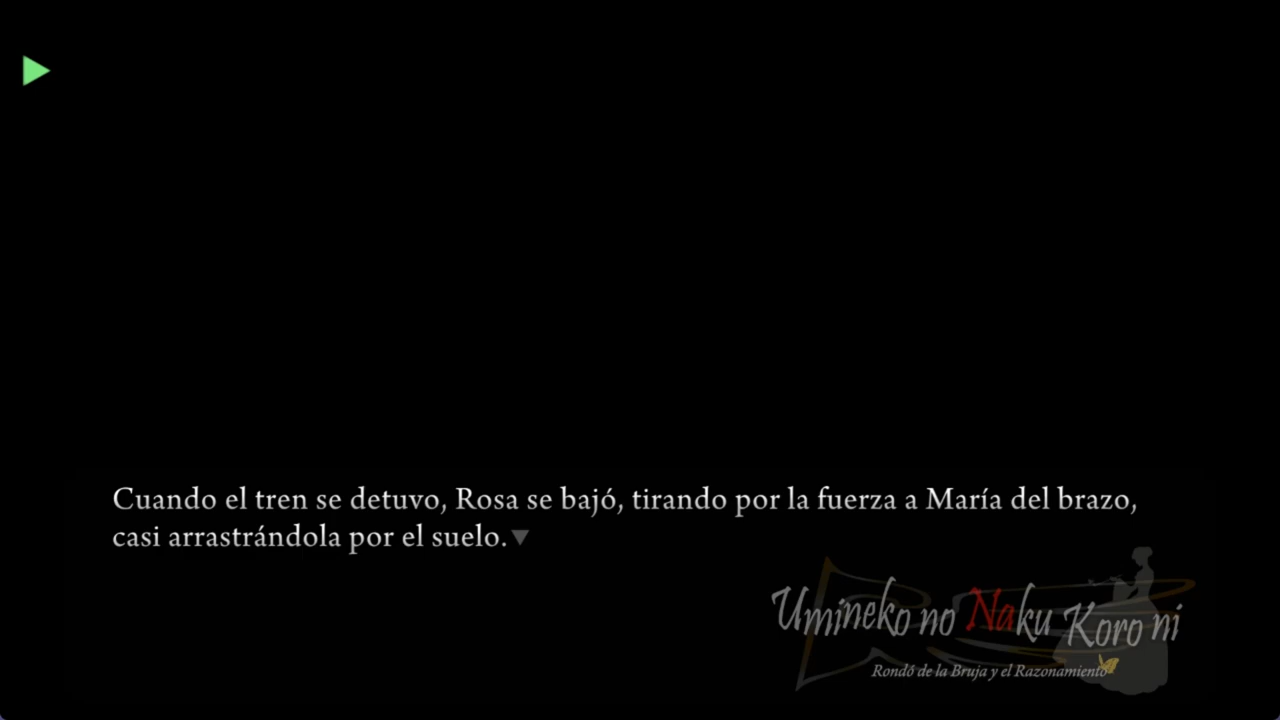 Cuando el tren se detuvo, Rosa se bajó, tirando por la fuerza a María del brazo,
casi arrastrándola por el suelo.
Umineko no Naku Koro ni
Rondó de la Bruja y el Razonamiento